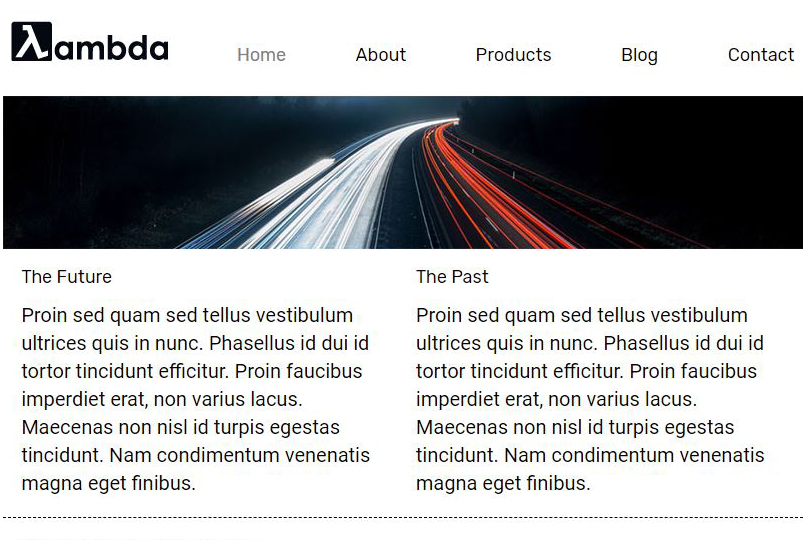 λambda
Home About Products Blog Contact
The Future
Proin sed quam sed tellus vestibulum
ultrices quis in nunc. Phasellus id dui id
tortor tincidunt efficitur. Proin faucibus
imperdiet erat, non varius lacus.
Maecenas non nisl id turpis egestas
tincidunt. Nam condimentum venenatis
magna eget finibus.
The Past
Proin sed quam sed tellus vestibulum
ultrices quis in nunc. Phasellus id dui id
tortor tincidunt efficitur. Proin faucibus
imperdiet erat, non varius lacus.
Maecenas non nisl id turpis egestas
tincidunt. Nam condimentum venenatis
magna eget finibus.